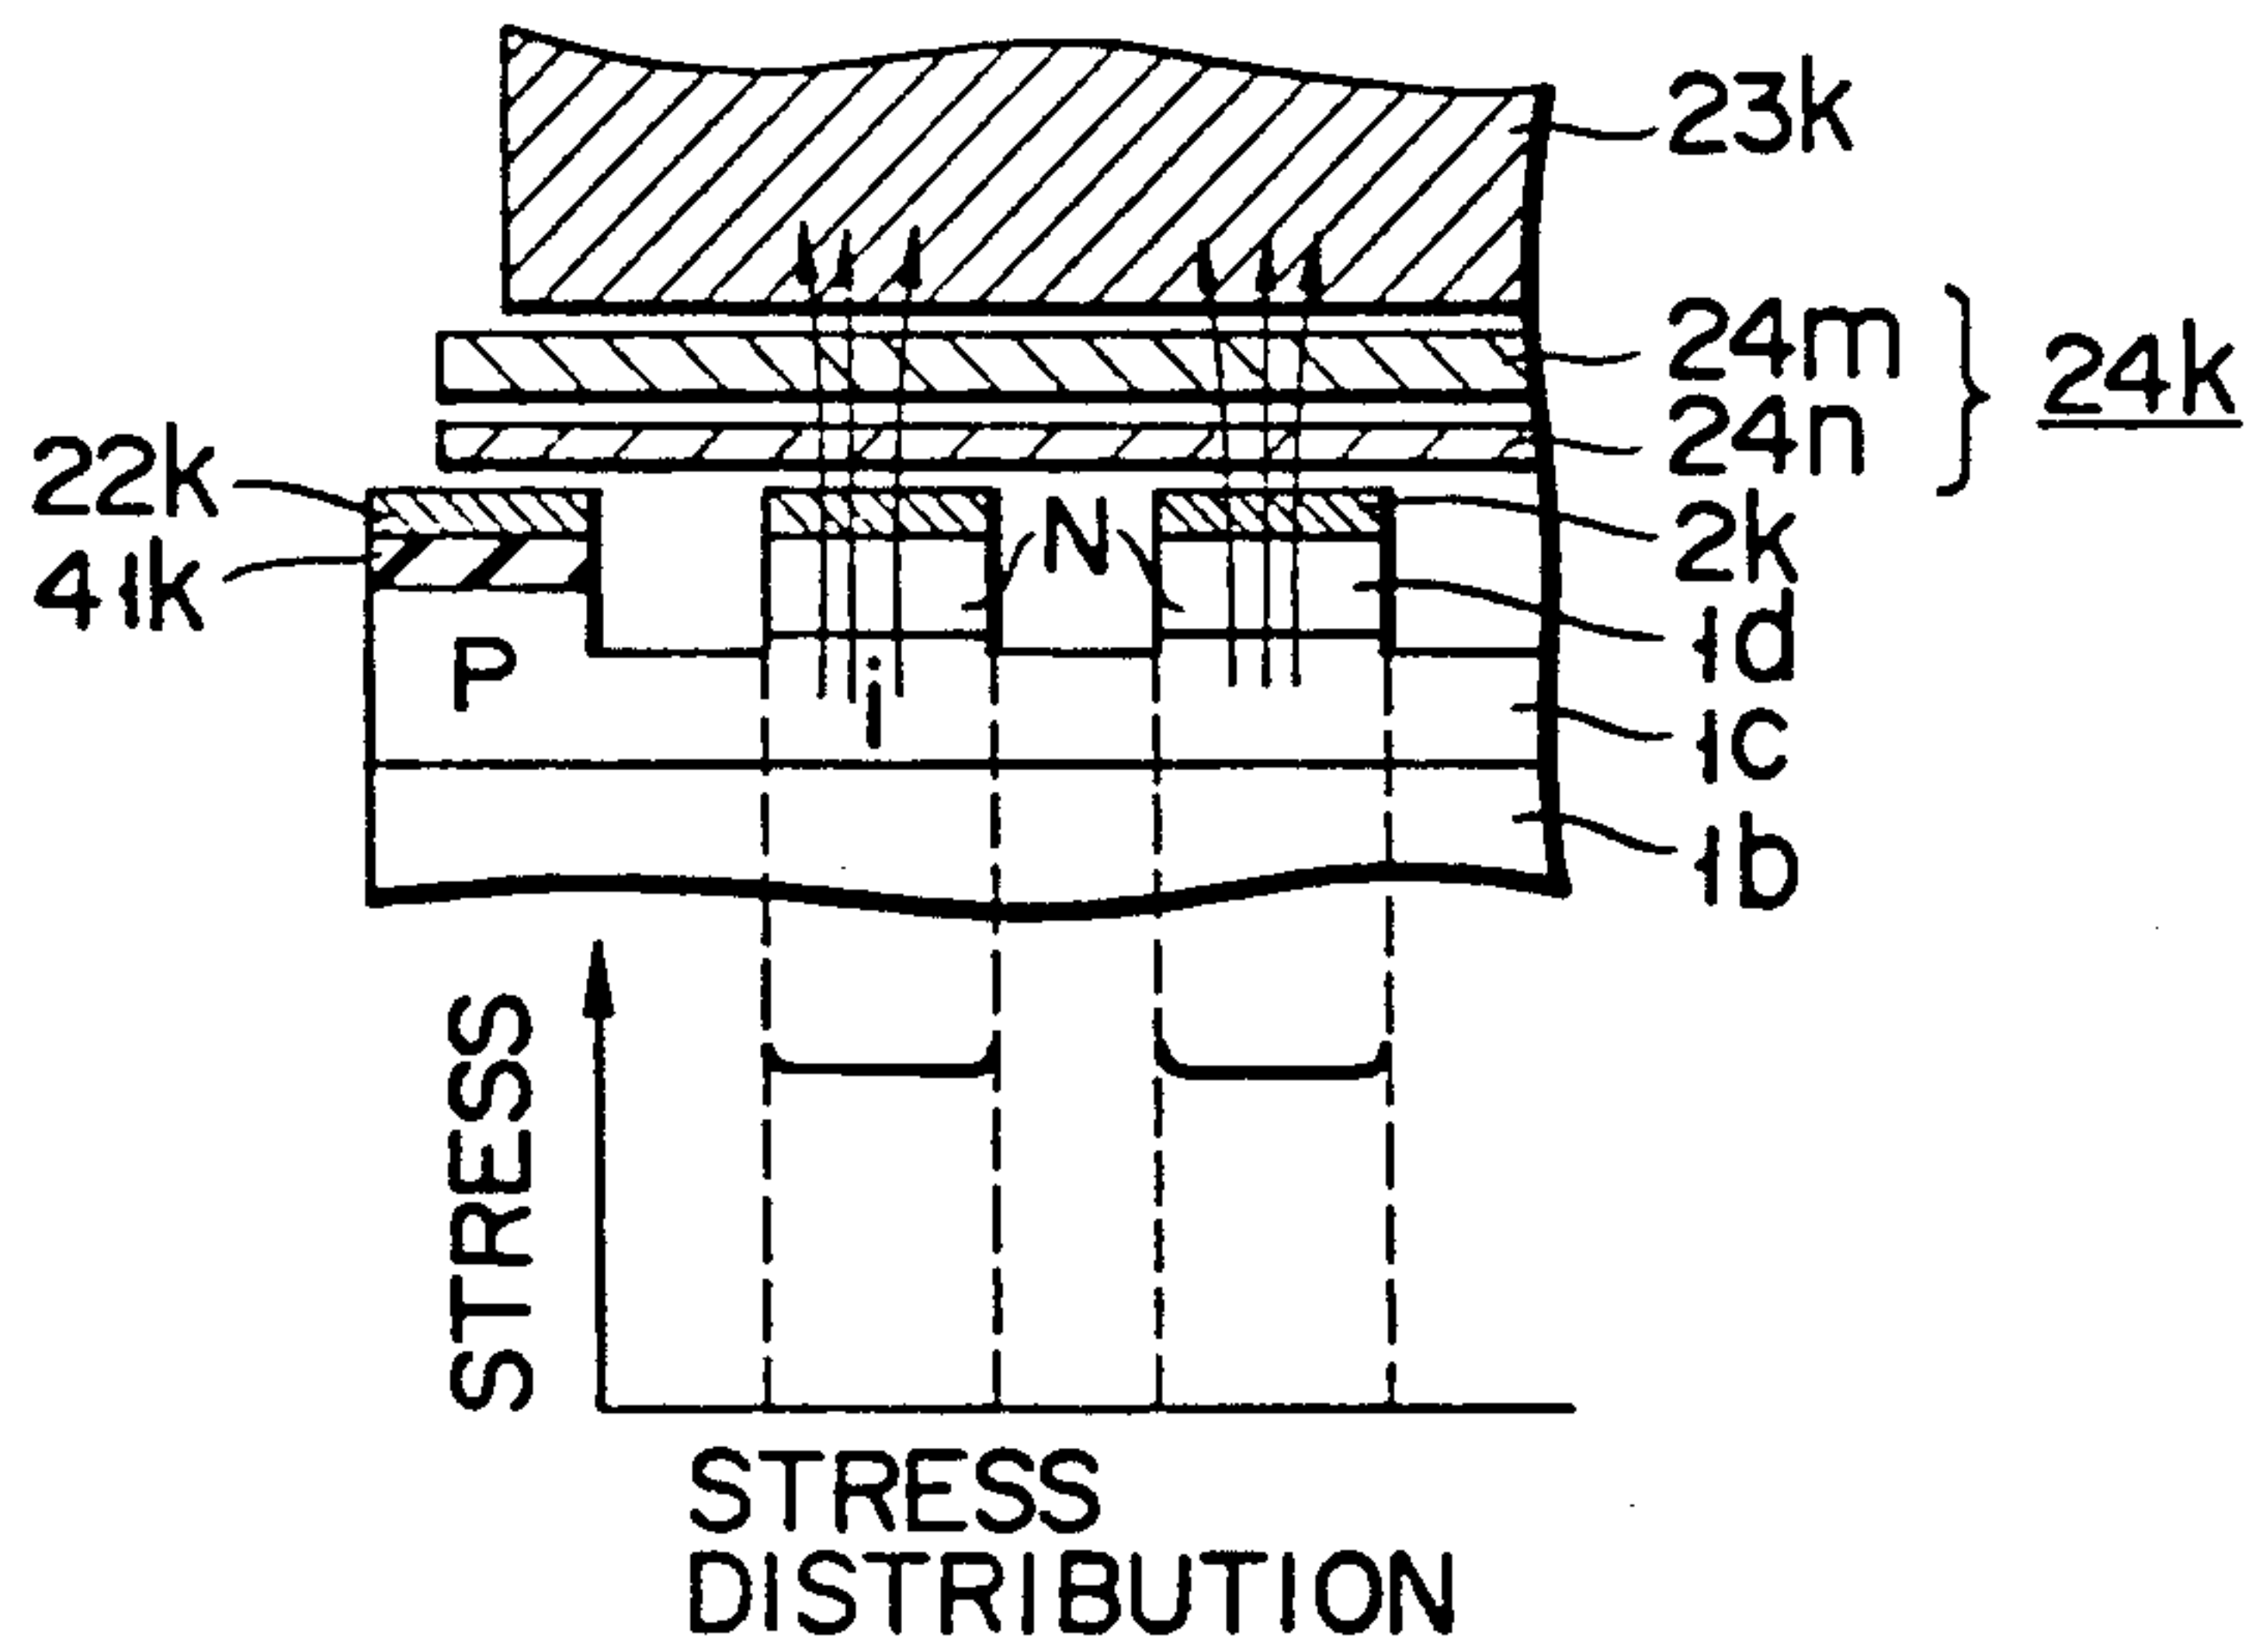 23k
24m
24k
24n
22k
N
2k
41k
P
1d
i
1c
1b
STRESS
STRESS
DISTRIBUTION